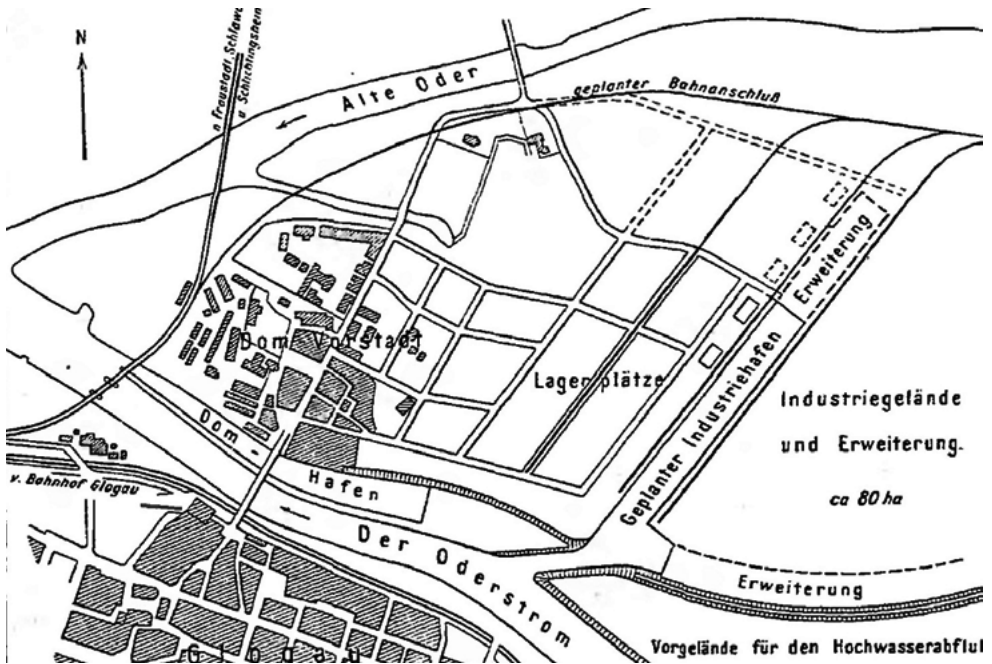 N
n Fraustadt, Schlawa
u Schlichtingsheim
Alte Oder
geplanter Bahnanschluß
Erweiterung
Dom Vorstadt
Lagerplätze
Geplanter Industriehafen
Industriegelände
und Erweiterung.
ca 80 ha
Dom-
Hafen
v. Bahnhof Glogau
Der Oderstrom
Erweiterung
Glogau
Vorgelände für den Hochwasserabfluß